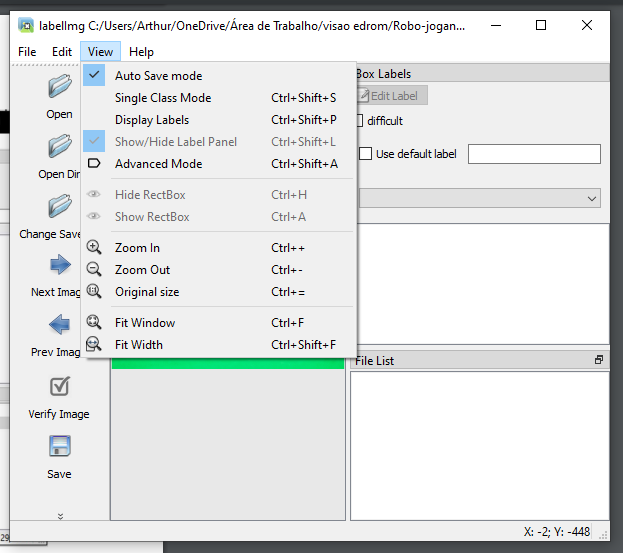 labelImg C:/Users/Arthur/OneDrive/Área de Trabalho/visao edrom/Robo-jogan...
File Edit View Help
Auto Save mode
Single Class Mode Ctrl+Shift+S
Display Labels Ctrl+Shift+P
Show/Hide Label Panel Ctrl+Shift+L
Advanced Mode Ctrl+Shift+A
Hide RectBox Ctrl+H
Show RectBox Ctrl+A
Zoom In Ctrl++
Zoom Out Ctrl+-
Original size Ctrl+=
Fit Window Ctrl+F
Fit Width Ctrl+Shift+F
Open
Open Dir
Change Save
Next Imag
Prev Imag
Verify Image
Save
Box Labels
Edit Label
difficult
Use default label
File List
X: -2; Y: -448
29